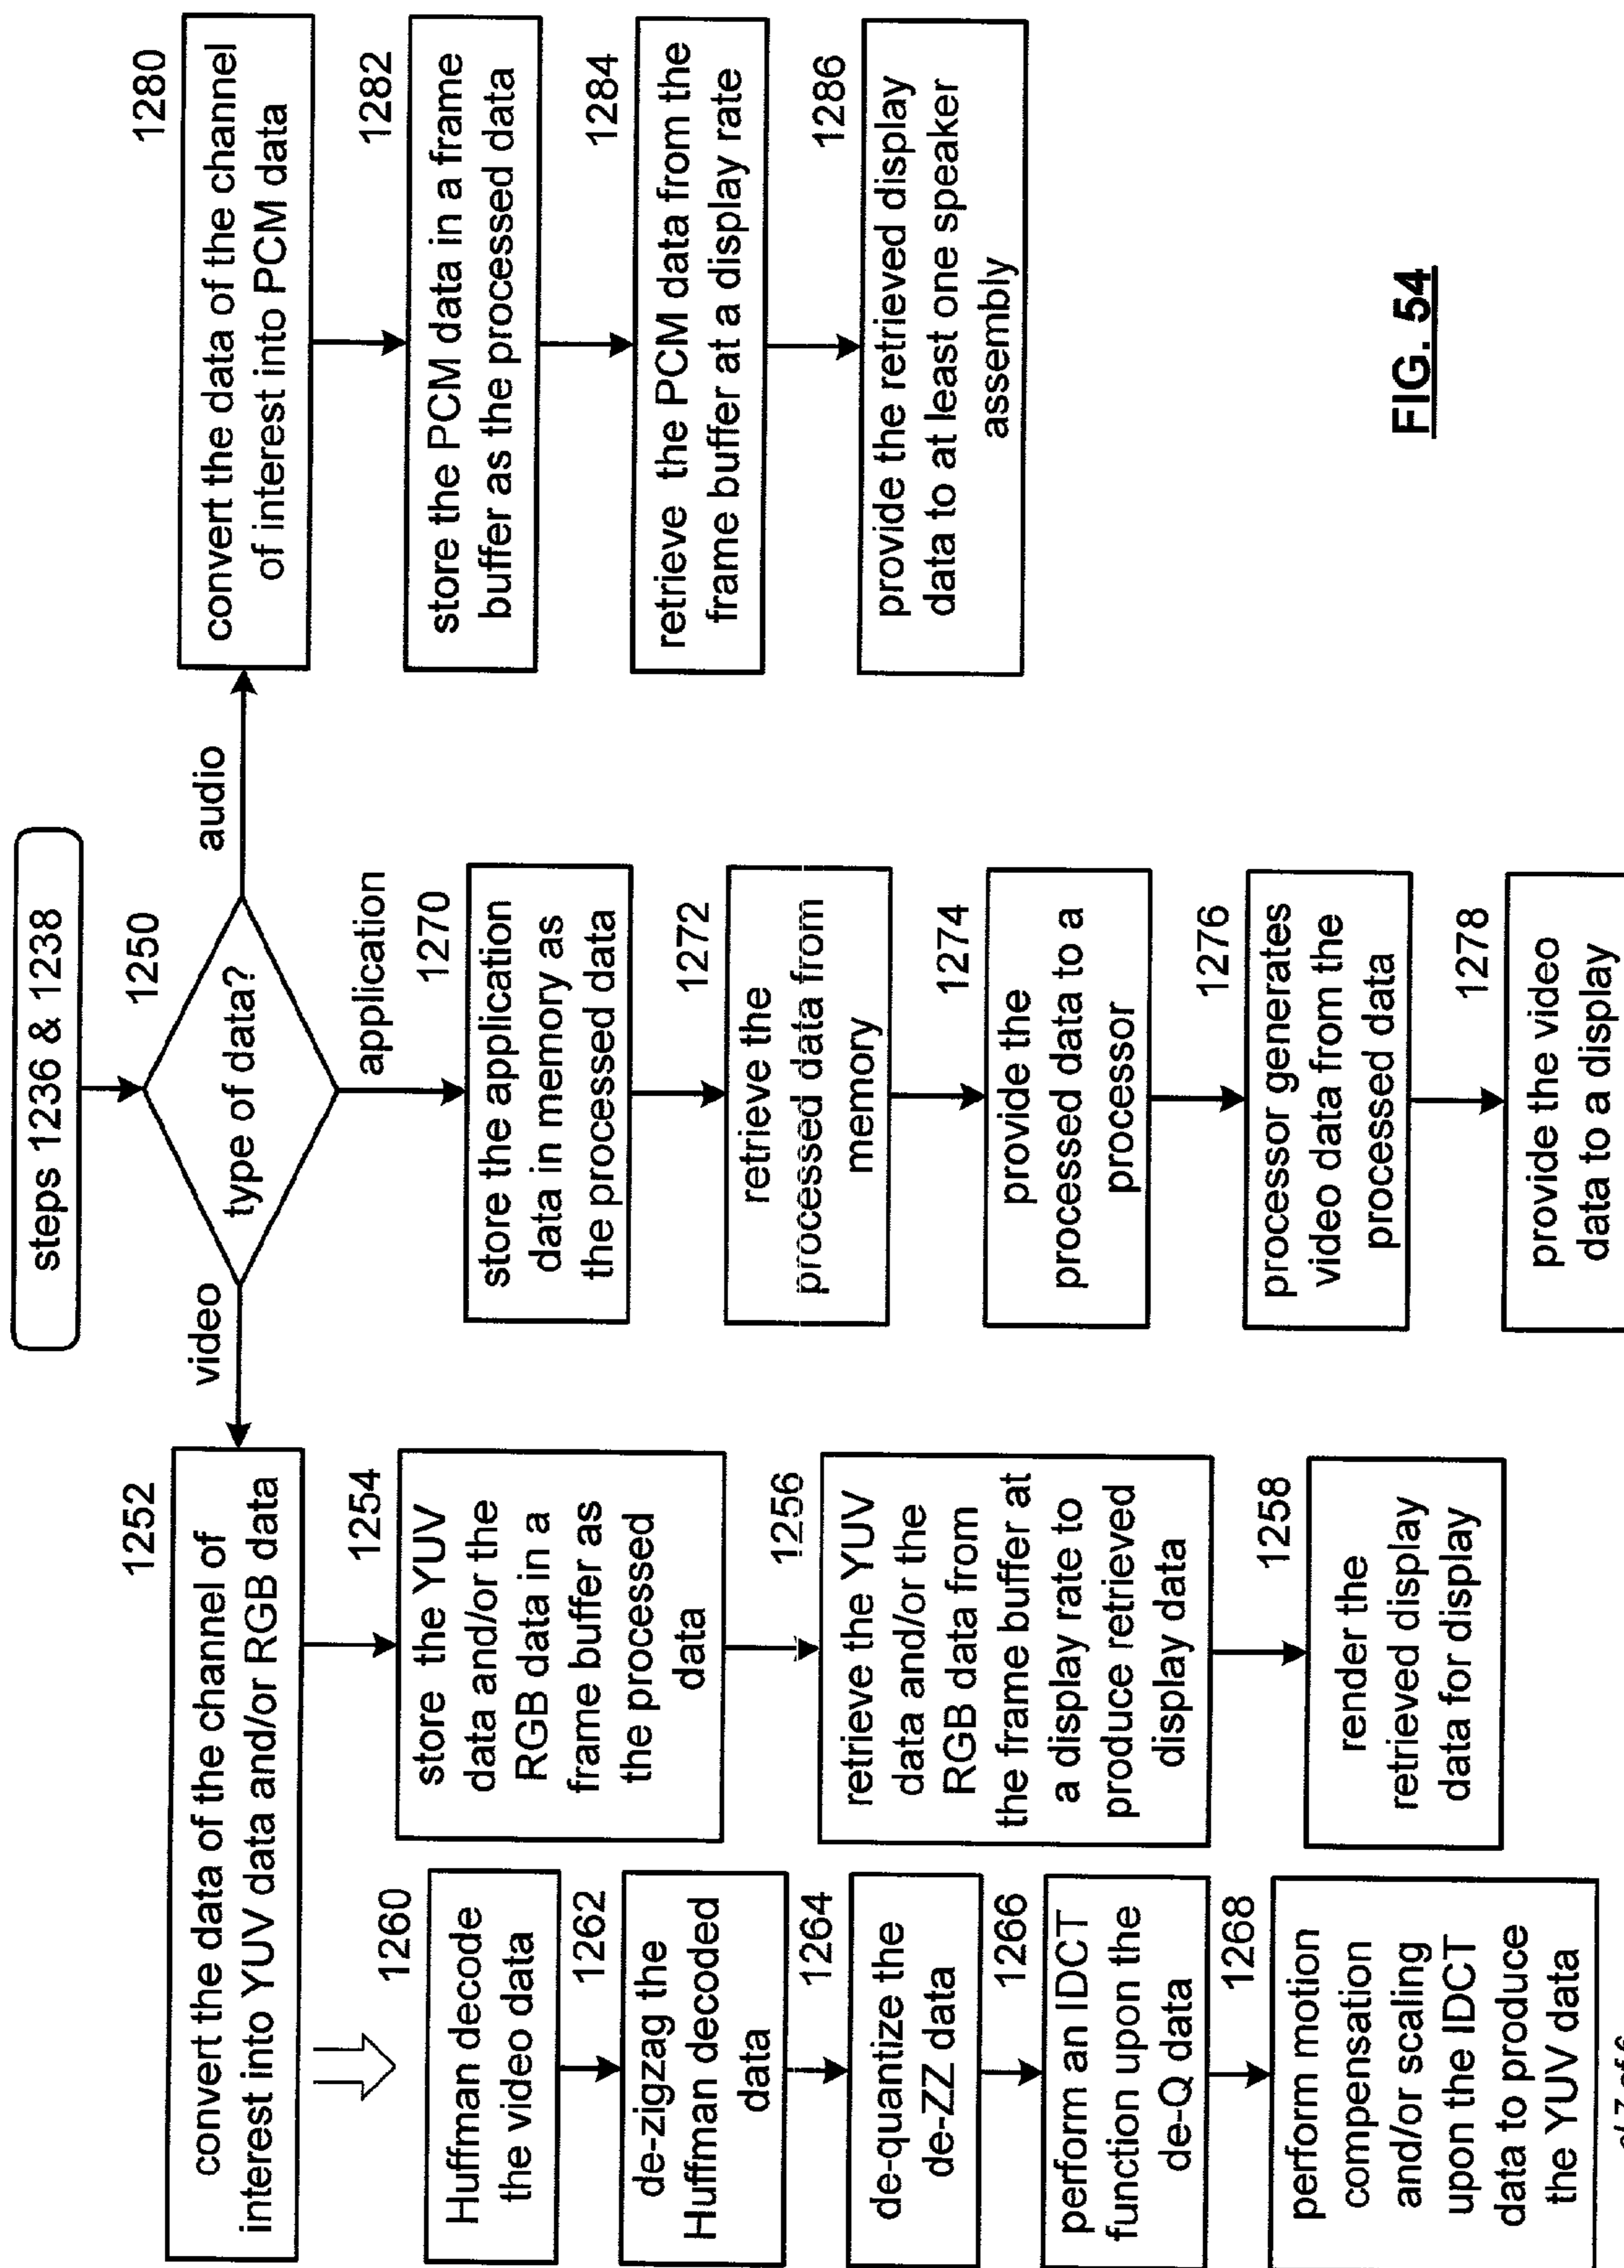 steps 1236 & 1238
1250
type of data?
video
audio
application
1252
convert the data of the channel of
interest into YUV data and/or RGB data
1254
store the YUV
data and/or the
RGB data in a
frame buffer as
the processed
data
1256
retrieve the YUV
data and/or the
RGB data from
the frame buffer at
a display rate to
produce retrieved
display data
1258
render the
retrieved display
data for display
1260
Huffman decode
the video data
1262
de-zigzag the
Huffman decoded
data
1264
de-quantize the
de-ZZ data
1266
perform an IDCT
function upon the
de-Q data
1268
perform motion
compensation
and/or scaling
upon the IDCT
data to produce
the YUV data
1270
store the application
data in memory as
the processed data
1272
retrieve the
processed data from
memory
1274
provide the
processed data to a
processor
1276
processor generates
video data from the
processed data
1278
provide the video
data to a display
1280
convert the data of the channel
of interest into PCM data
1282
store the PCM data in a frame
buffer as the processed data
1284
retrieve the PCM data from the
frame buffer at a display rate
1286
provide the retrieved display
data to at least one speaker
assembly
FIG. 54